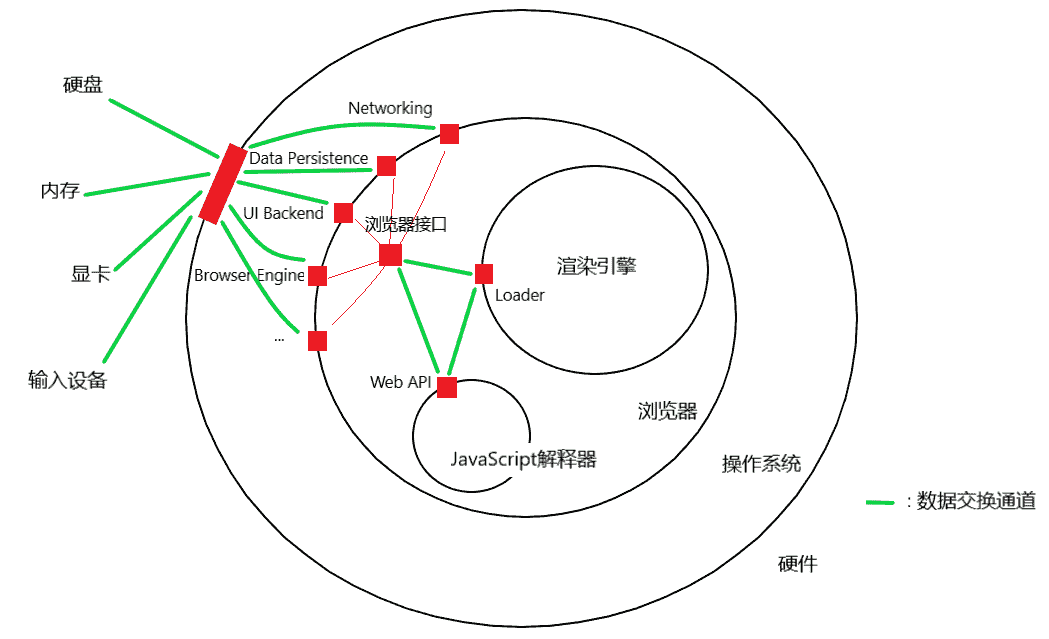 硬盘
Networking
Data Persistence
内存
UI Backend
浏览器接口
显卡
Browser Engine
渲染引擎
Loader
...
输入设备
Web API
浏览器
JavaScript解释器
操作系统
: 数据交换通道
硬件